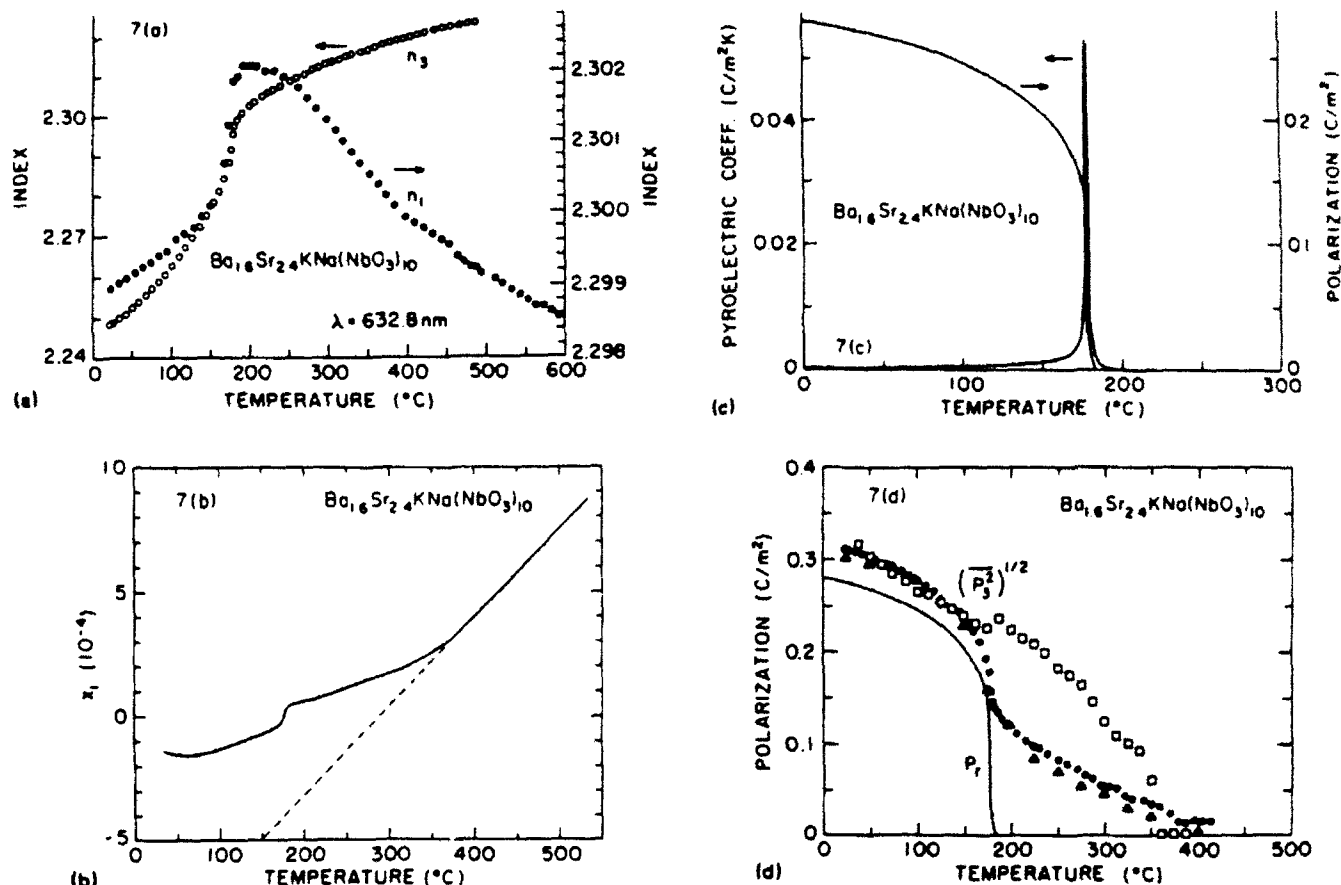 7(a)
n3
n1
2.30
2.27
2.24
2.302
2.301
2.300
2.299
2.298
INDEX
INDEX
Ba1.6Sr2.4KNa(NbO3)10
λ = 632.8 nm
0 100 200 300 400 500 600
(a) TEMPERATURE (°C)
0.04
0.02
0
0.2
0.1
0
PYROELECTRIC COEFF. (C/m²K)
POLARIZATION (C/m²)
Ba1.6Sr2.4KNa(NbO3)10
7(c)
0 100 200 300
(c) TEMPERATURE (°C)
7(b) Ba1.6Sr2.4KNa(NbO3)10
10
5
0
-5
x1 (10⁻⁴)
0 100 200 300 400 500
(b) TEMPERATURE (°C)
7(d) Ba1.6Sr2.4KNa(NbO3)10
0.4
0.3
0.2
0.1
0
POLARIZATION (C/m²)
(P̅3²)^1/2
Pr
0 100 200 300 400 500
TEMPERATURE (°C) (d)